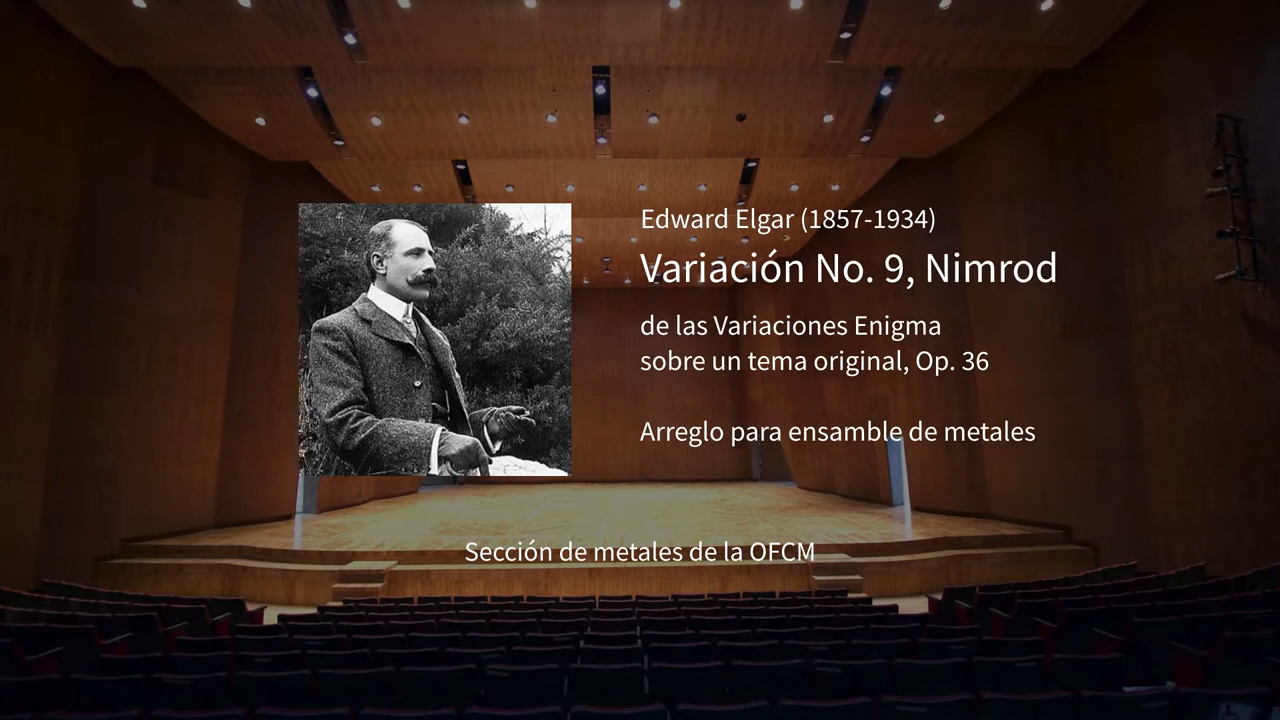 Edward Elgar (1857-1934)
Variación No. 9, Nimrod
de las Variaciones Enigma
sobre un tema original, Op. 36
Arreglo para ensamble de metales
Sección de metales de la OFCM